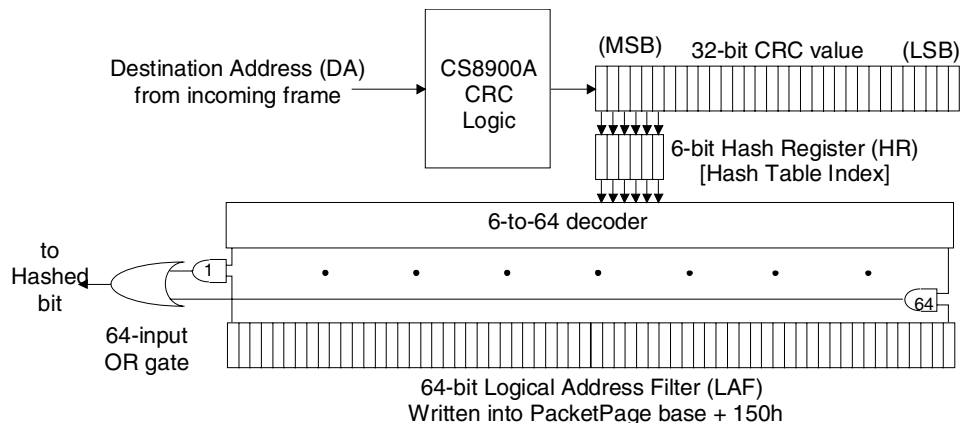 (MSB) 32-bit CRC value (LSB)
Destination Address (DA)
from incoming frame
CS8900A
CRC
Logic
6-bit Hash Register (HR)
[Hash Table Index]
6-to-64 decoder
to
Hashed
bit
1
64
64-input
OR gate
64-bit Logical Address Filter (LAF)
Written into PacketPage base + 150h